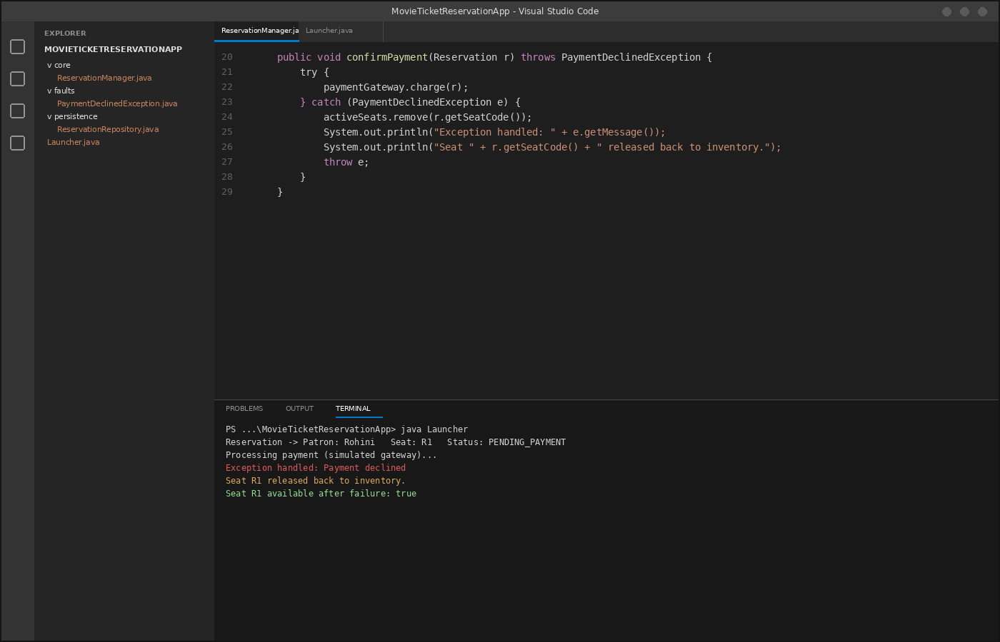 MovieTicketReservationApp - Visual Studio Code
EXPLORER
MOVIETICKETRESERVATIONAPP
v core
ReservationManager.java
v faults
PaymentDeclinedException.java
v persistence
ReservationRepository.java
Launcher.java
ReservationManager.ja
Launcher.java
20 public void confirmPayment(Reservation r) throws PaymentDeclinedException {
21 try {
22 paymentGateway.charge(r);
23 } catch (PaymentDeclinedException e) {
24 activeSeats.remove(r.getSeatCode());
25 System.out.println("Exception handled: " + e.getMessage());
26 System.out.println("Seat " + r.getSeatCode() + " released back to inventory.");
27 throw e;
28 }
29 }
PROBLEMS OUTPUT TERMINAL
PS ...\MovieTicketReservationApp> java Launcher
Reservation -> Patron: Rohini Seat: R1 Status: PENDING_PAYMENT
Processing payment (simulated gateway)...
Exception handled: Payment declined
Seat R1 released back to inventory.
Seat R1 available after failure: true